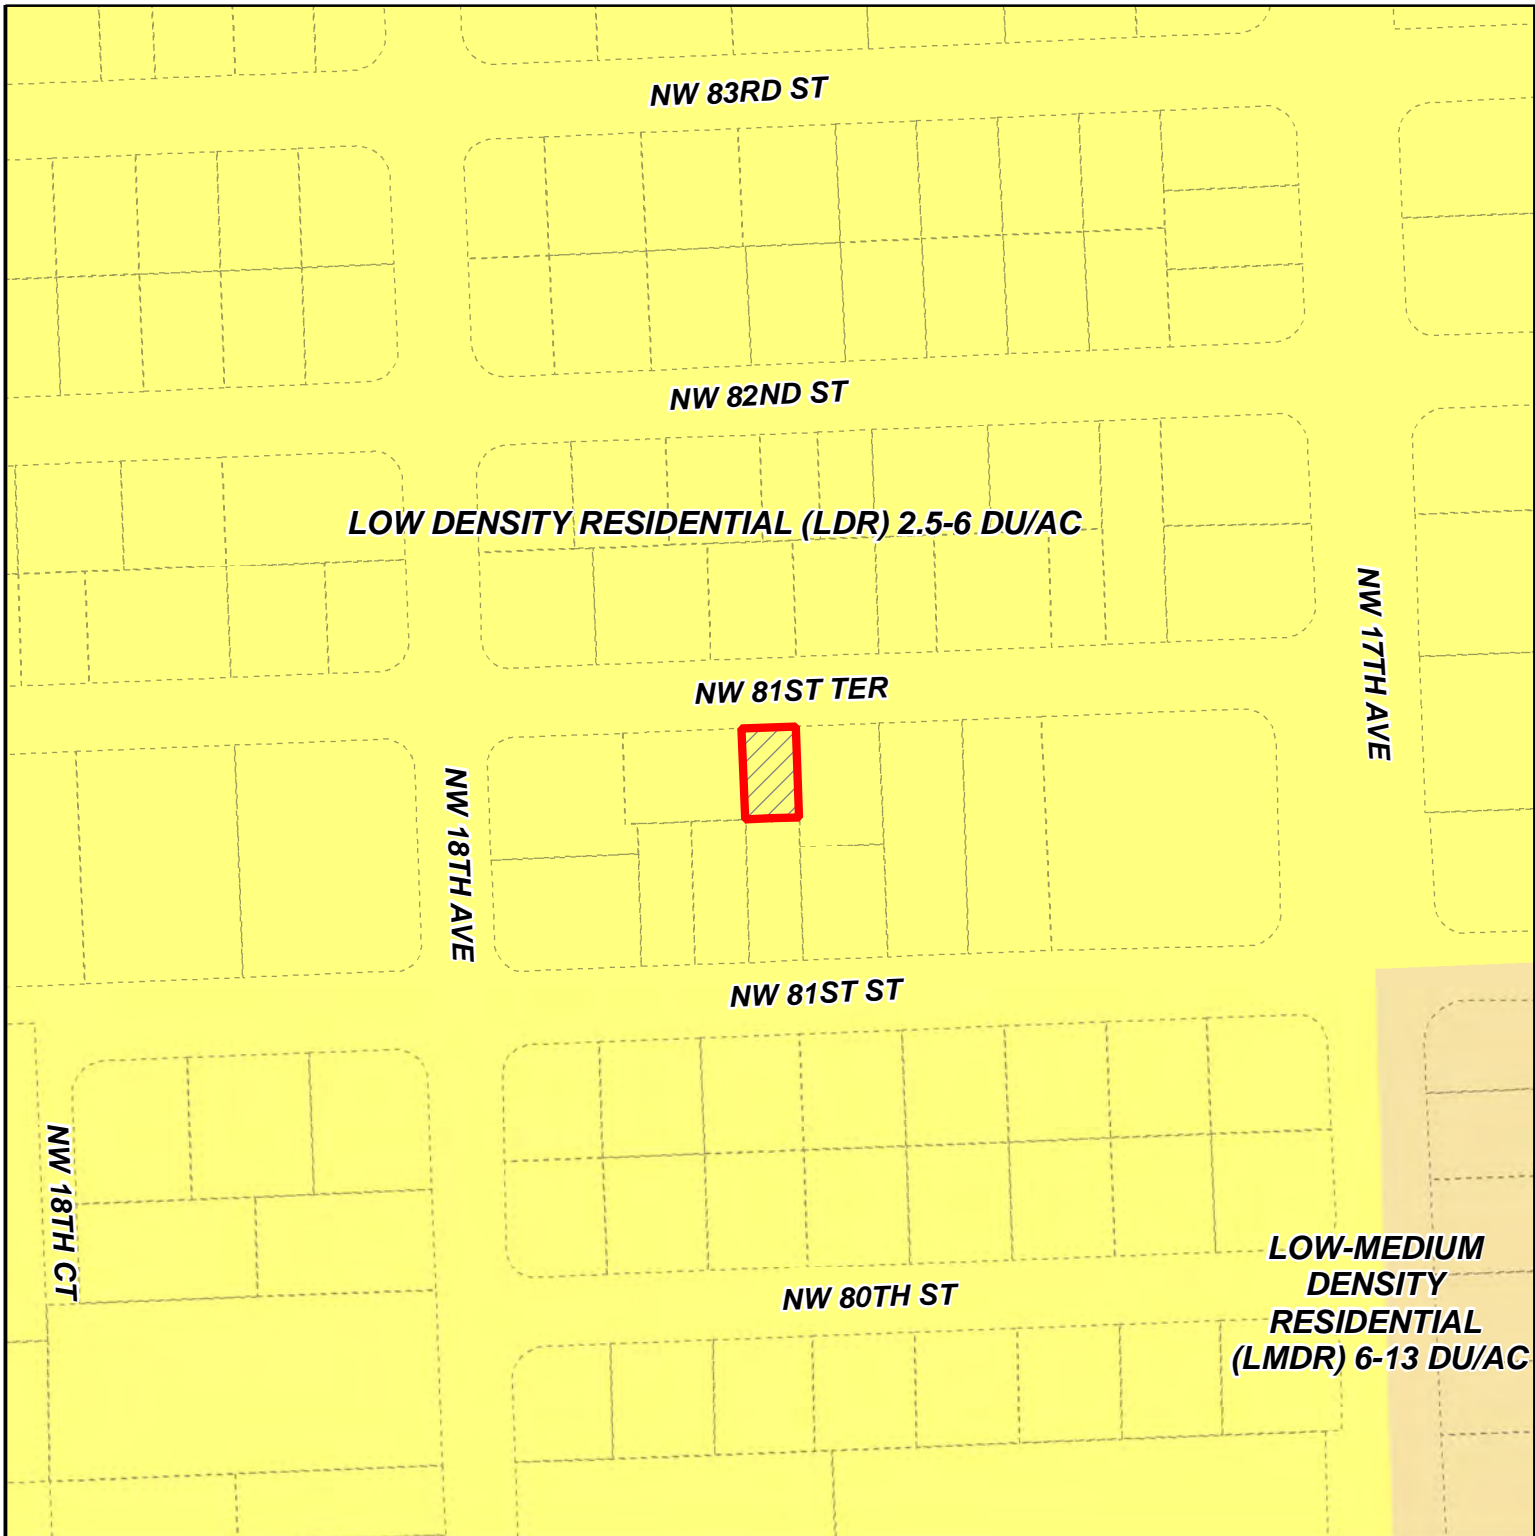 NW 83RD ST
NW 82ND ST
LOW DENSITY RESIDENTIAL (LDR) 2.5-6 DU/AC
NW 17TH AVE
NW 81ST TER
NW 18TH AVE
NW 81ST ST
NW 18TH CT
NW 80TH ST
LOW-MEDIUM
DENSITY
RESIDENTIAL
(LMDR) 6-13 DU/AC